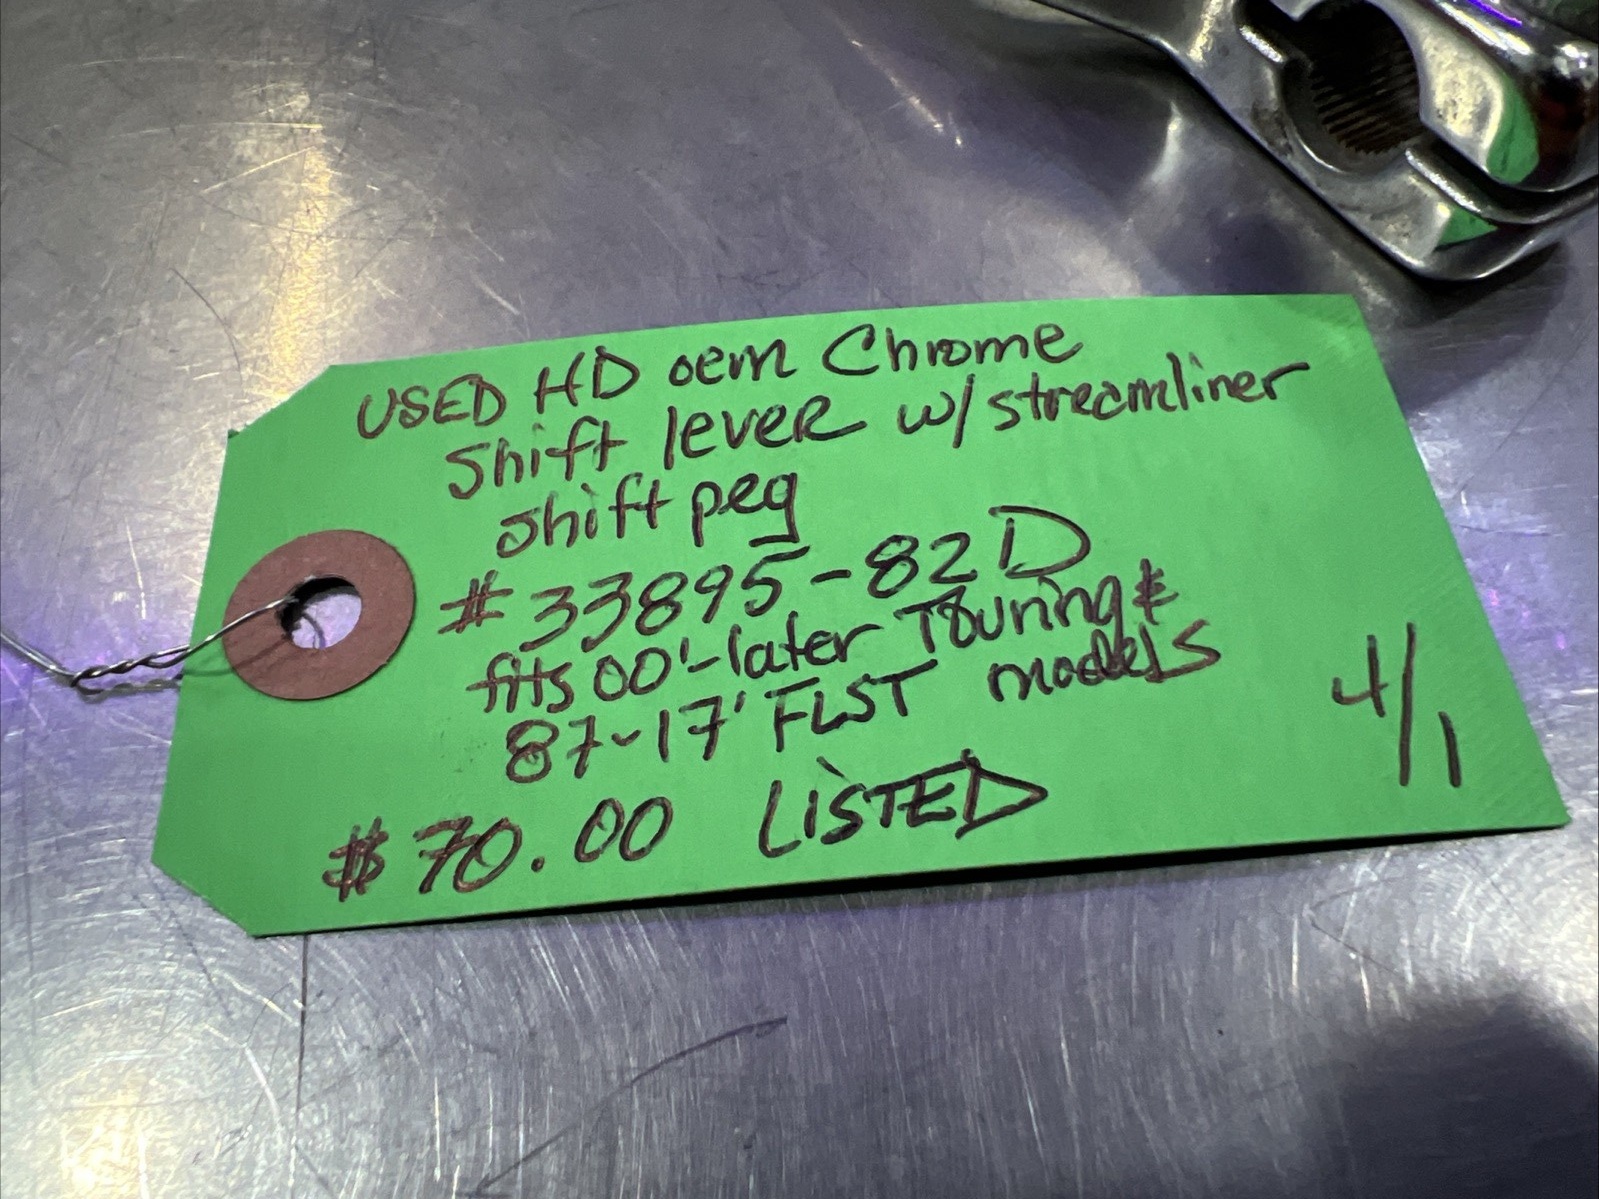 USED HD oem Chrome
Shift lever w/ streamliner
shift peg
# 33895-82D
fits 00'-later Touring &
87-17' FLST models
$70.00 LiSTED
4/1